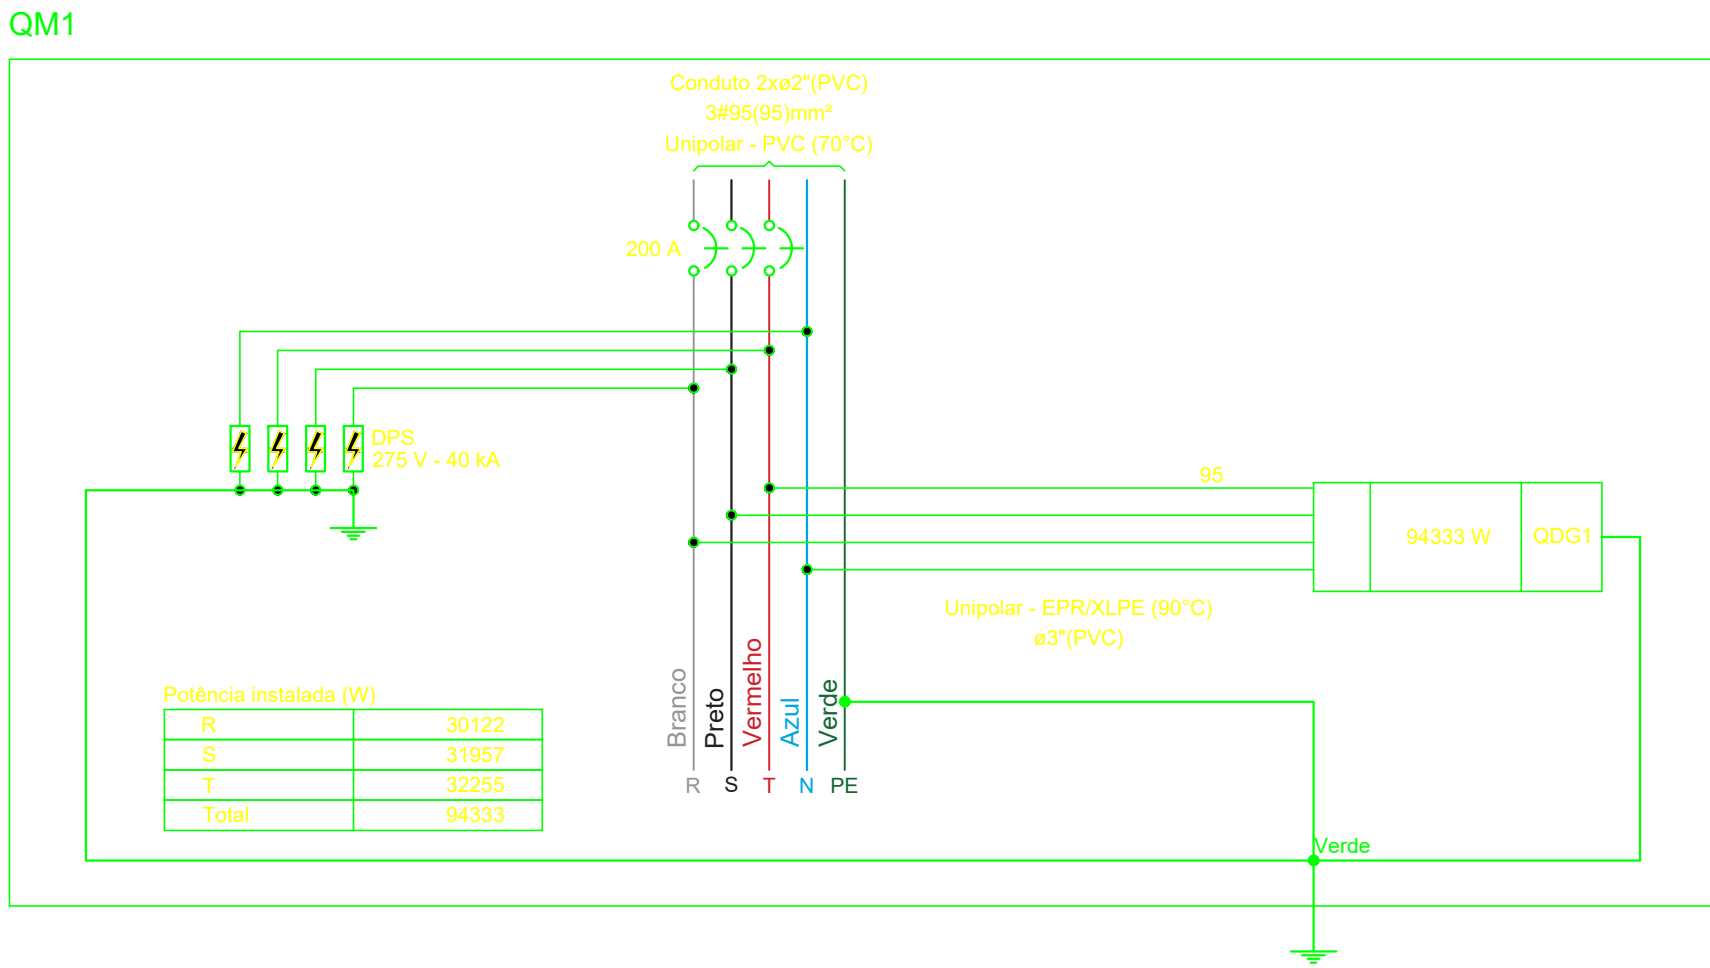 QM1
Conduto 2xø2"(PVC)
3#95(95)mm²
Unipolar - PVC (70°C)
200 A
DPS
275 V - 40 kA
95
94333 W
QDG1
Unipolar - EPR/XLPE (90°C)
ø3"(PVC)
Branco
Preto
Vermelho
Azul
Verde
R S T N PE
Potência instalada (W)
R 30122
S 31957
T 32255
Total 94333
Verde